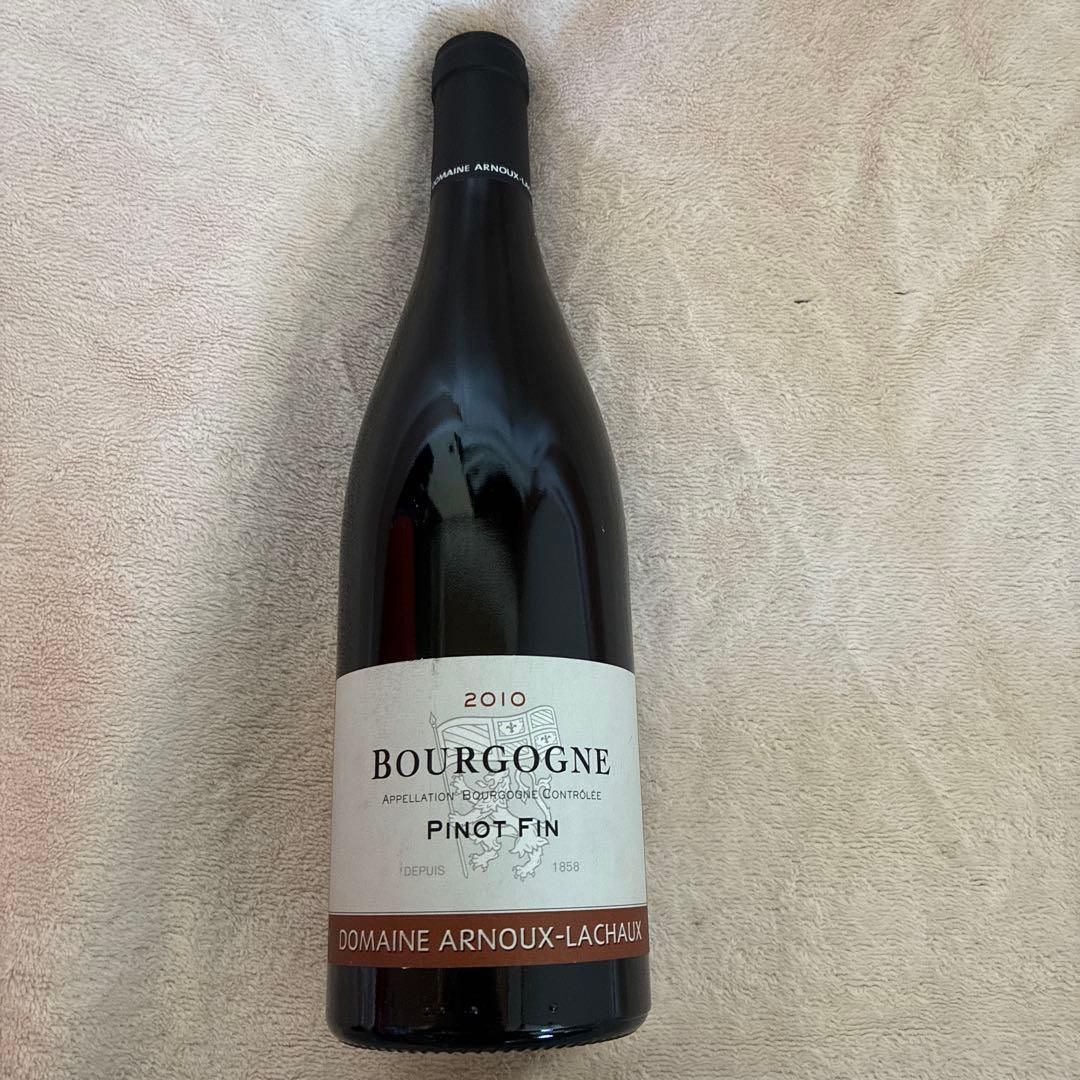 DOMAINE ARNOUX-LA
2010
BOURGOGNE
APPELLATION BOURGOGNE CONTRÔLÉE
PINOT FIN
DEPUIS 1858
DOMAINE ARNOUX-LACHAUX